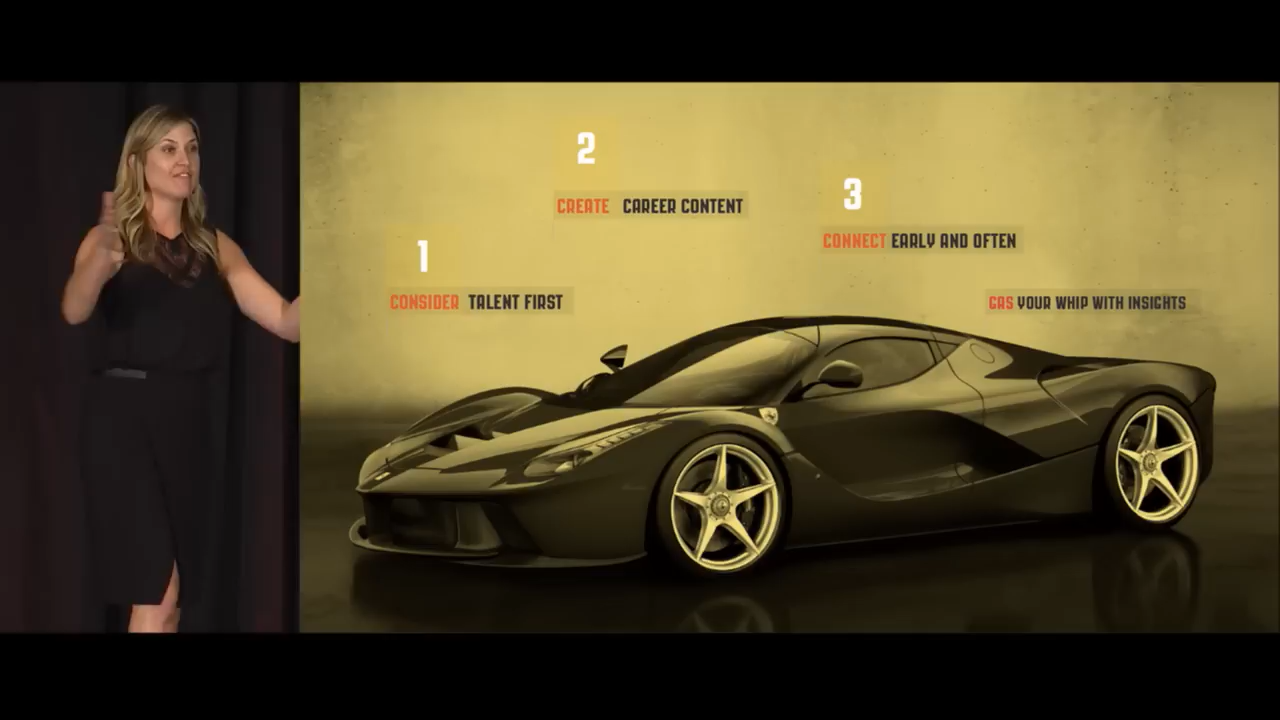 1
CONSIDER TALENT FIRST
2
CREATE CAREER CONTENT
3
CONNECT EARLY AND OFTEN
GAS YOUR WHIP WITH INSIGHTS